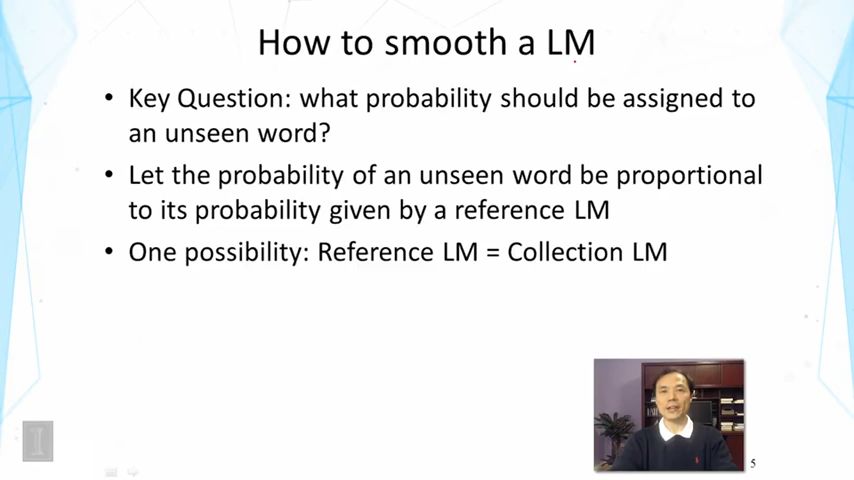 How to smooth a LM
• Key Question: what probability should be assigned to
an unseen word?
• Let the probability of an unseen word be proportional
to its probability given by a reference LM
• One possibility: Reference LM = Collection LM
I
5